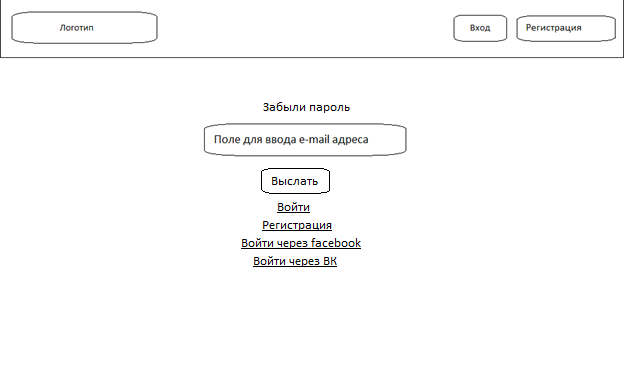 Логотип
Вход
Регистрация
Забыли пароль
Поле для ввода e-mail адреса
Выслать
Войти
Регистрация
Войти через facebook
Войти через ВК